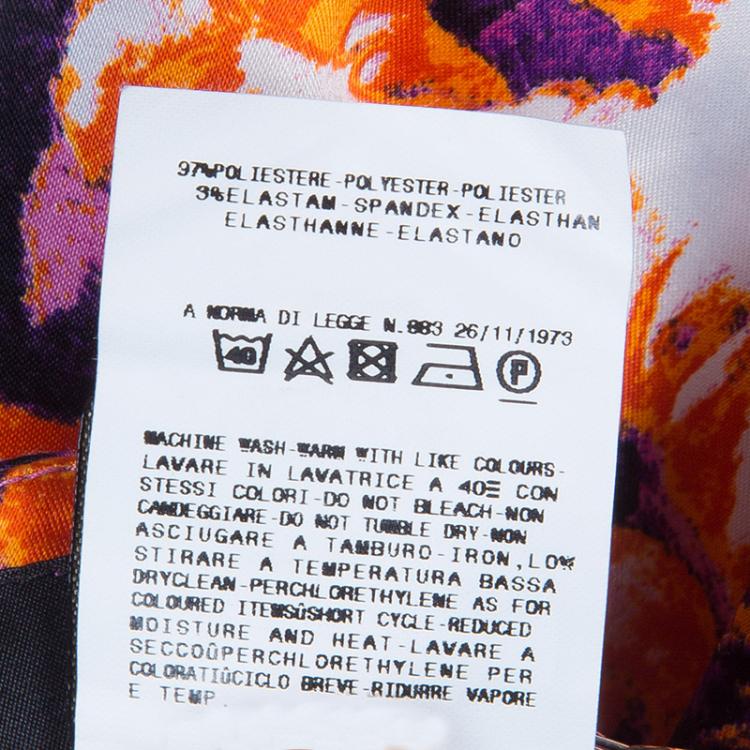 97%POLIESTERE-POLYESTER-POLIESTER
3%ELASTAM-SPANDEX-ELASTHAN
ELASTHANNE-ELASTANO
A NORMA DI LEGGE N.883 26/11/1973
40 P
MACHINE WASH-WARM WITH LIKE COLOURS-
LAVARE IN LAVATRICE A 40Ξ CON
STESSI COLORI-DO NOT BLEACH-NON
CANDEGGIARE-DO NOT TUMBLE DRY-NON
ASCIUGARE A TAMBURO-IRON,LOW
STIRARE A TEMPERATURA BASSA
DRYCLEAN-PERCHLORETHYLENE AS FOR
COLOURED ITEMSÛSHORT CYCLE-REDUCED
MOISTURE AND HEAT-LAVARE A
SECCOÛPERCHLORETHYLENE PER
COLORATIÛCICLO BREVE-RIDURRE VAPORE
E TEMP